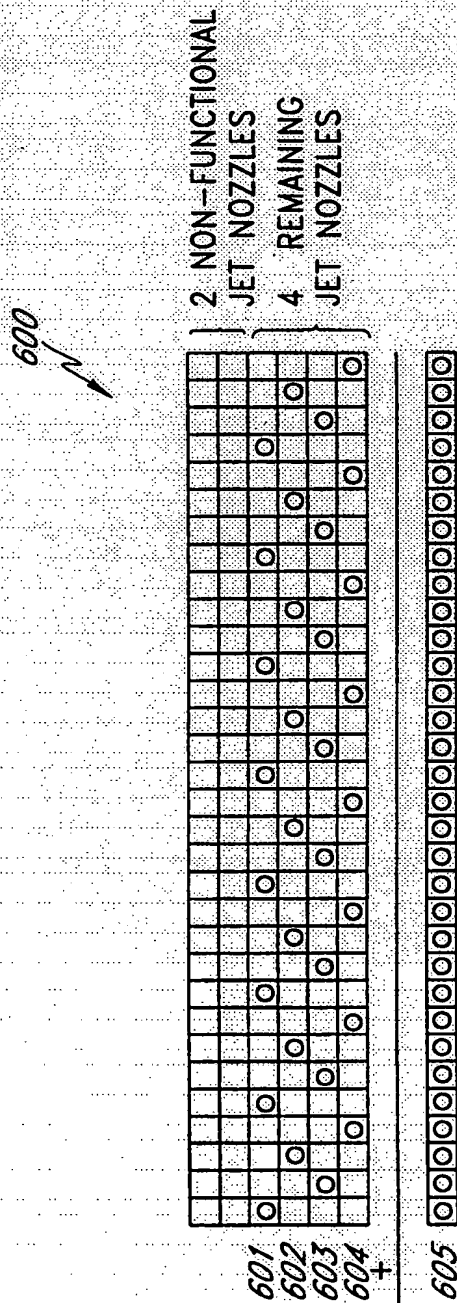 600
2 NON-FUNCTIONAL
JET NOZZLES
4 REMAINING
JET NOZZLES
601
602
603
604
+
605